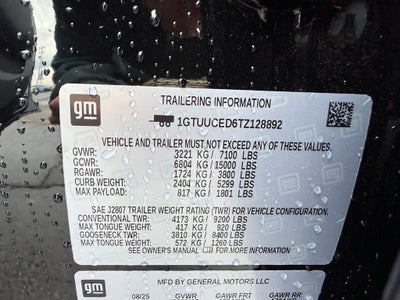 gm
TRAILERING INFORMATION
1GTUUCED6TZ128892
VEHICLE AND TRAILER MUST NOT EXCEED ANY OF THESE VALUES.
GVWR: 3221 KG / 7100 LBS
GCWR: 6804 KG / 15000 LBS
RGAWR: 1724 KG / 3800 LBS
CURB WEIGHT: 2404 KG / 5299 LBS
MAX PAYLOAD: 817 KG / 1801 LBS
SAE J2807 TRAILER WEIGHT RATING (TWR) FOR VEHICLE CONFIGURATION.
CONVENTIONAL TWR: 4173 KG / 9200 LBS
MAX TONGUE WEIGHT: 417 KG / 920 LBS
GOOSENECK TWR: 3810 KG / 8400 LBS
MAX TONGUE WEIGHT: 572 KG / 1260 LBS
SEE OWNER'S MANUAL FOR MORE INFORMATION
gm
MFD BY GENERAL MOTORS LLC
08/25 GVWR GAWR FRT GAWR RR